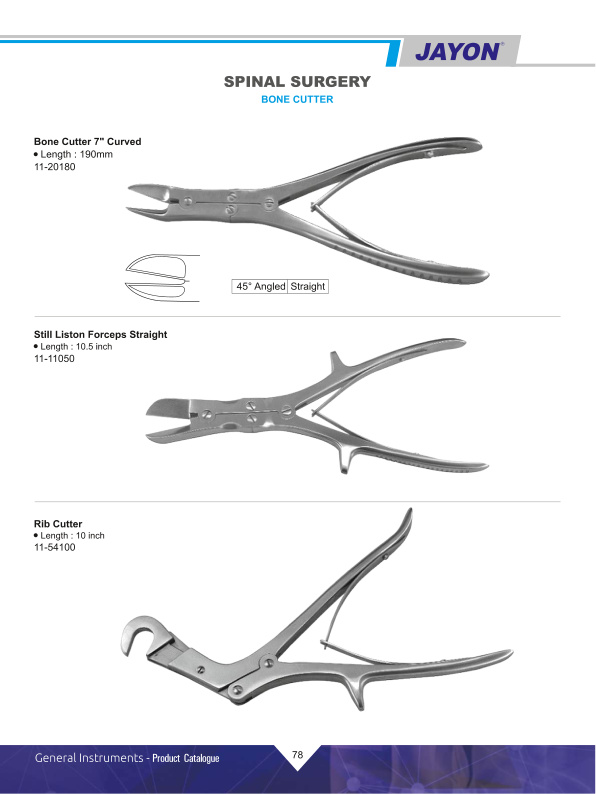 JAYON®
SPINAL SURGERY
BONE CUTTER
Bone Cutter 7" Curved
• Length : 190mm
11-20180
45° Angled Straight
Still Liston Forceps Straight
• Length : 10.5 inch
11-11050
Rib Cutter
• Length : 10 inch
11-54100
General Instruments - Product Catalogue
78